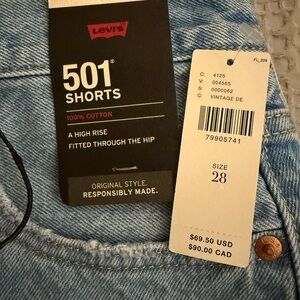 Levi's
501®
SHORTS
100% COTTON
A HIGH RISE
FITTED THROUGH THE HIP
ORIGINAL STYLE.
RESPONSIBLY MADE.
C: 4125
V: 004565
S: 0000062
C: VINTAGE DE
79905741
SIZE
28
$69.50 USD
$90.00 CAD